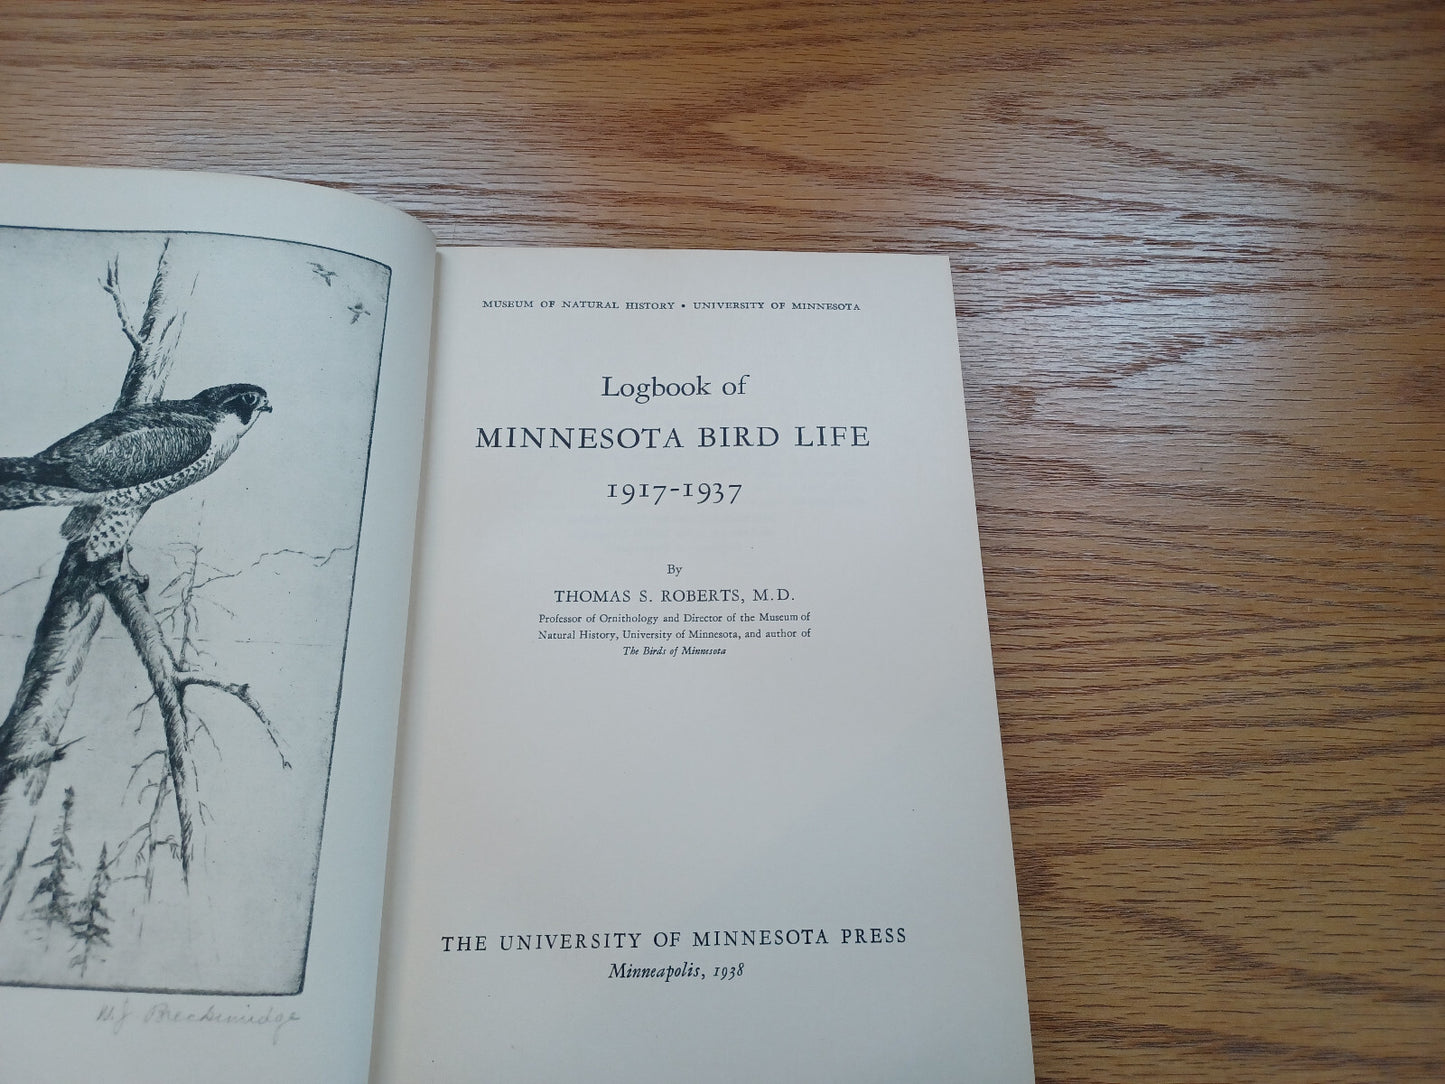 MUSEUM OF NATURAL HISTORY • UNIVERSITY OF MINNESOTA
Logbook of
MINNESOTA BIRD LIFE
1917-1937
By
THOMAS S. ROBERTS, M.D.
Professor of Ornithology and Director of the Museum of
Natural History, University of Minnesota, and author of
The Birds of Minnesota
THE UNIVERSITY OF MINNESOTA PRESS
Minneapolis, 1938
W. J. Breckenridge